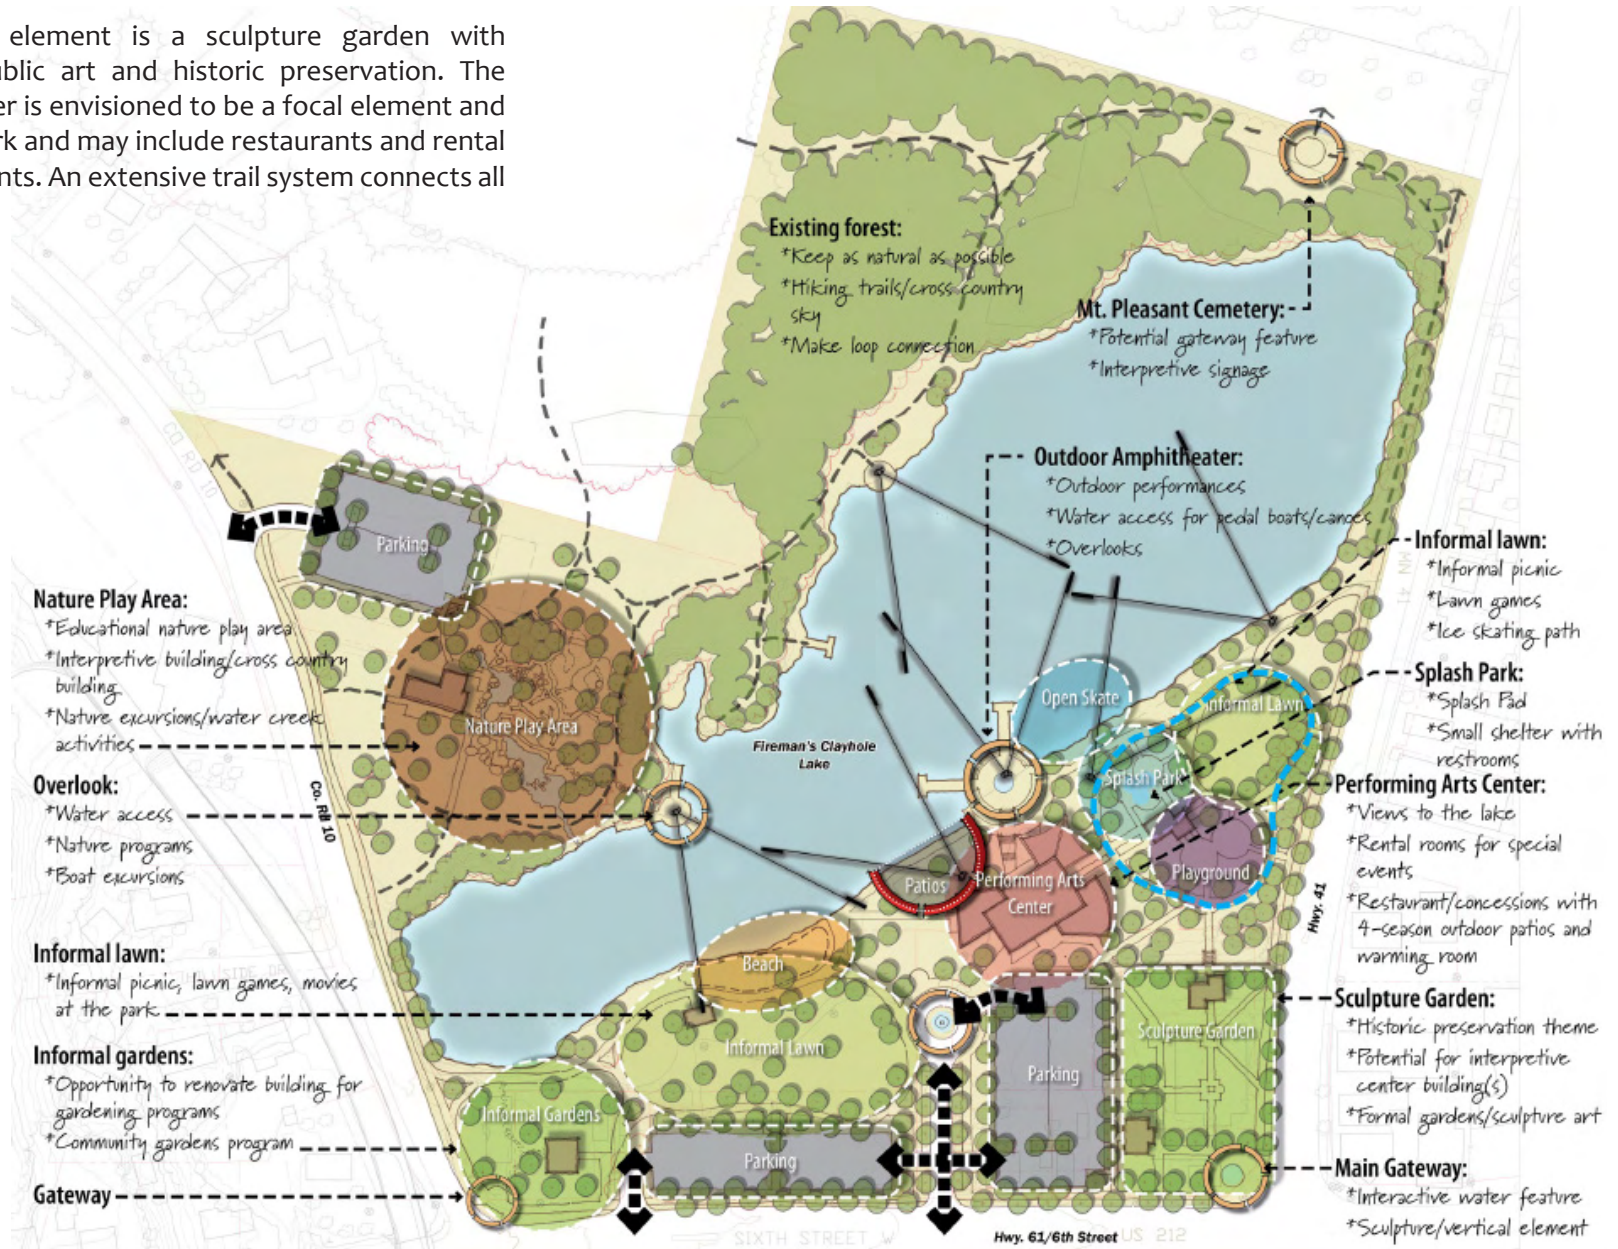 element is a sculpture garden with
ublic art and historic preservation. The
er is envisioned to be a focal element and
rk and may include restaurants and rental
nts. An extensive trail system connects all
Existing forest:
*Keep as natural as possible
*Hiking trails/cross country
sky
*Make loop connection
Mt. Pleasant Cemetery:
*Potential gateway feature
*Interpretive signage
CO RD 10
Outdoor Amphitheater:
*Outdoor performances
*Water access for pedal boats/canoes
*Overlooks
Parking
MN 41
Informal lawn:
*Informal picnic
*Lawn games
*Ice skating path
Nature Play Area:
*Educational nature play area
*Interpretive building/cross country
building
*Nature excursions/water creek
activities
Nature Play Area
Open Skate
Informal Lawn
Splash Park:
*Splash Pad
*Small shelter with
restrooms
Fireman's Clayhole
Lake
Splash Park
Overlook:
*Water access
*Nature programs
*Boat excursions
Co. RD 10
Performing Arts Center:
*Views to the lake
*Rental rooms for special
events
*Restaurant/concessions with
4-season outdoor patios and
warming room
Patios
Performing Arts
Center
Playground
Hwy. 41
Informal lawn:
*Informal picnic, lawn games, movies
at the park
Beach
Informal Lawn
Sculpture Garden
Parking
Sculpture Garden:
*Historic preservation theme
*Potential for interpretive
center building(s)
*Formal gardens/sculpture art
Informal gardens:
*Opportunity to renovate building for
gardening programs
*Community gardens program
Informal Gardens
Parking
Gateway
Main Gateway:
*Interactive water feature
*Sculpture/vertical element
SIXTH STREET W
Hwy. 61/6th Street
US 212